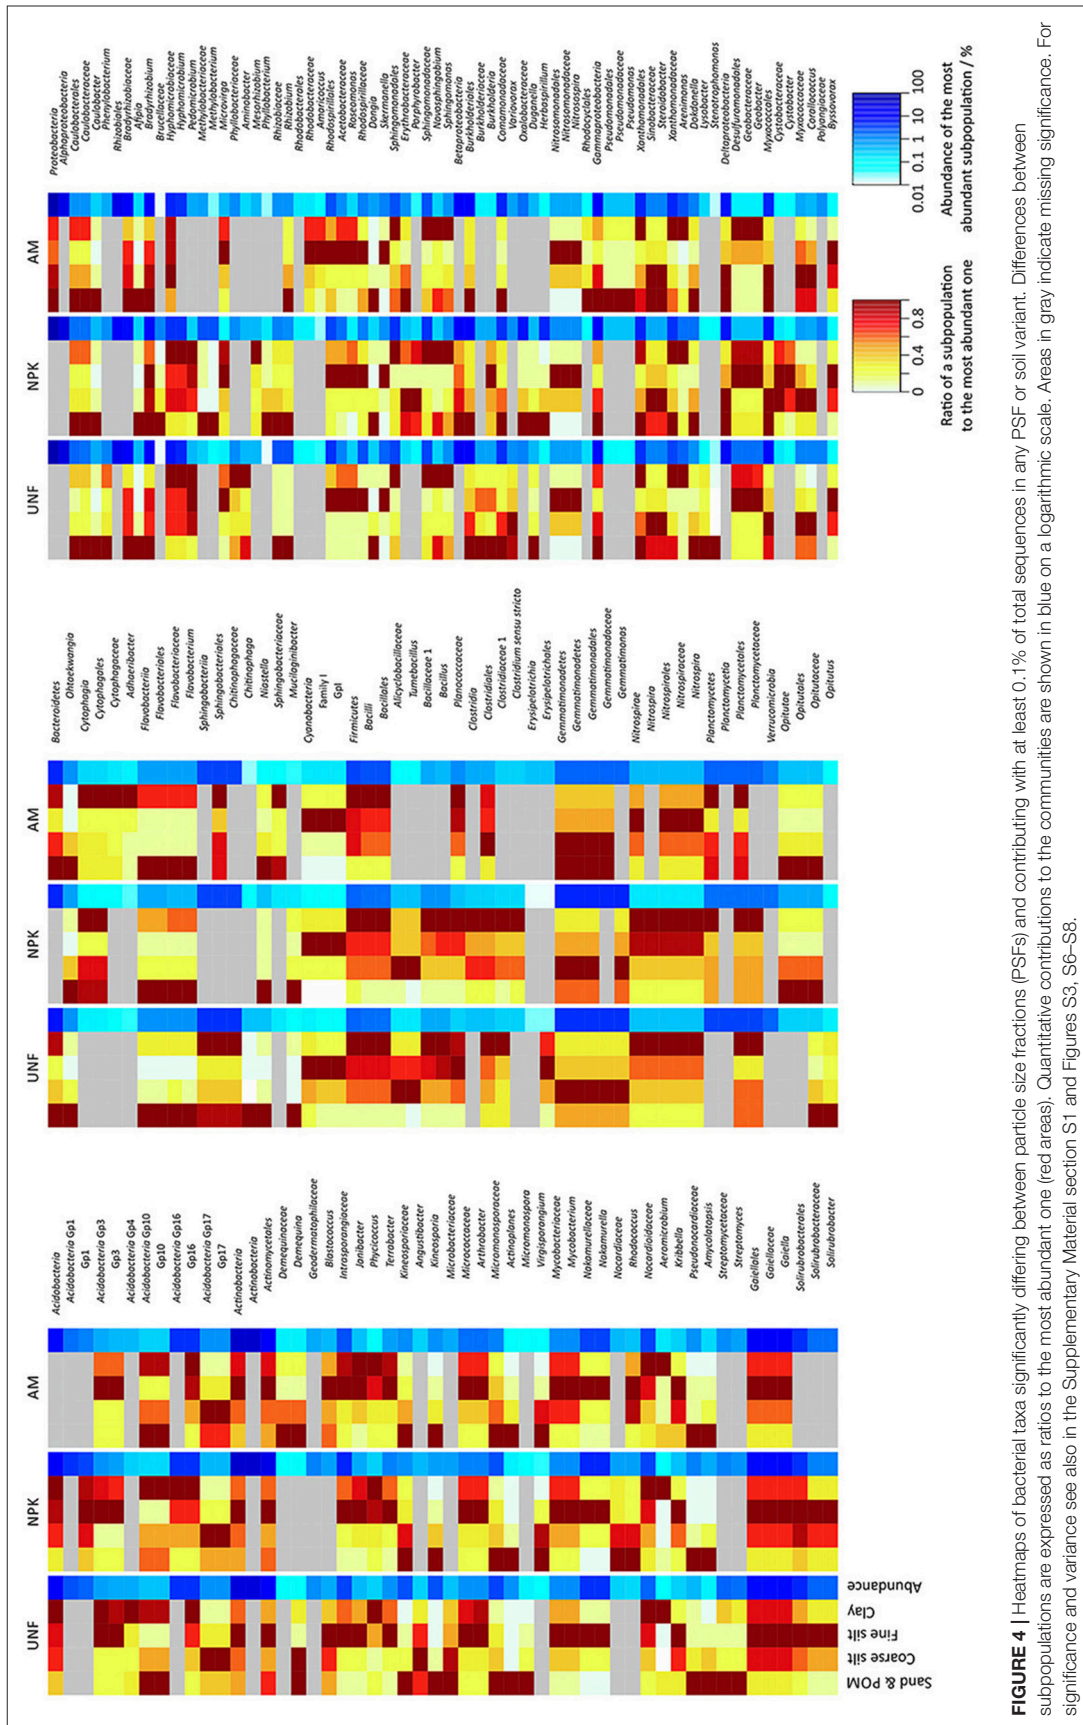 UNF
NPK
AM
Acidobacteria
Acidobacteria Gp1
Gp1
Acidobacteria Gp3
Gp3
Acidobacteria Gp4
Acidobacteria Gp10
Gp10
Acidobacteria Gp16
Gp16
Acidobacteria Gp17
Gp17
Actinobacteria
Actinobacteria
Actinomycetales
Demequinaceae
Demequina
Geodermatophilaceae
Blastococcus
Intrasporangiaceae
Janibacter
Phycicoccus
Terrabacter
Kineosporiaceae
Angustibacter
Kineosporia
Microbacteriaceae
Micrococcaceae
Arthrobacter
Micromonosporaceae
Actinoplanes
Micromonospora
Virgisporangium
Mycobacteriaceae
Mycobacterium
Nakamurellaceae
Nakamurella
Nocardiaceae
Rhodococcus
Nocardioidaceae
Aeromicrobium
Kribbella
Pseudonocardiaceae
Amycolatopsis
Streptomycetaceae
Streptomyces
Gaiellales
Gaiellaceae
Gaiella
Solirubrobacterales
Solirubrobacteraceae
Solirubrobacter
Sand & POM
Coarse silt
Fine silt
Clay
Abundance
UNF
NPK
AM
Bacteroidetes
Ohtaekwangia
Cytophagia
Cytophagales
Cytophagaceae
Adhaeribacter
Flavobacteriia
Flavobacteriales
Flavobacteriaceae
Flavobacterium
Sphingobacteriia
Sphingobacteriales
Chitinophagaceae
Chitinophaga
Niastella
Sphingobacteriaceae
Mucilaginibacter
Cyanobacteria
Family I
GpI
Firmicutes
Bacilli
Bacillales
Alicyclobacillaceae
Tumebacillus
Bacillaceae 1
Bacillus
Planococcaceae
Clostridia
Clostridiales
Clostridiaceae 1
Clostridium sensu stricto
Erysipelotrichia
Erysipelotrichales
Gemmatimonadetes
Gemmatimonadetes
Gemmatimonadales
Gemmatimonadaceae
Gemmatimonas
Nitrospirae
Nitrospira
Nitrospirales
Nitrospiraceae
Nitrospira
Planctomycetes
Planctomycetia
Planctomycetales
Planctomycetaceae
Verrucomicrobia
Opitutae
Opitutales
Opitutaceae
Opitutus
UNF
NPK
AM
Proteobacteria
Alphaproteobacteria
Caulobacterales
Caulobacteraceae
Caulobacter
Phenylobacterium
Rhizobiales
Bradyrhizobiaceae
Afipia
Bradyrhizobium
Brucellaceae
Hyphomicrobiaceae
Hyphomicrobium
Pedomicrobium
Methylobacteriaceae
Methylobacterium
Microvirga
Phyllobacteriaceae
Aminobacter
Mesorhizobium
Phyllobacterium
Rhizobiaceae
Rhizobium
Rhodobacterales
Rhodobacteraceae
Amaricoccus
Rhodospirillales
Acetobacteraceae
Roseomonas
Rhodospirillaceae
Dongia
Skermanella
Sphingomonadales
Erythrobacteraceae
Porphyrobacter
Sphingomonadaceae
Novosphingobium
Sphingomonas
Betaproteobacteria
Burkholderiales
Burkholderiaceae
Burkholderia
Comamonadaceae
Variovorax
Oxalobacteraceae
Duganella
Herbaspirillum
Nitrosomonadales
Nitrosomonadaceae
Nitrosospira
Rhodocyclales
Gammaproteobacteria
Pseudomonadales
Pseudomonadaceae
Pseudomonas
Xanthomonadales
Sinobacteraceae
Steroidobacter
Xanthomonadaceae
Arenimonas
Dokdonella
Lysobacter
Stenotrophomonas
Deltaproteobacteria
Desulfuromonadales
Geobacteraceae
Geobacter
Myxococcales
Cystobacteraceae
Cystobacter
Myxococcaceae
Corallococcus
Polyangiaceae
Byssovorax
0 0.4 0.8
Ratio of a subpopulation
to the most abundant one
0.01 0.1 1 10 100
Abundance of the most
abundant subpopulation / %
FIGURE 4 | Heatmaps of bacterial taxa significantly differing between particle size fractions (PSFs) and contributing with at least 0.1% of total sequences in any PSF or soil variant. Differences between
subpopulations are expressed as ratios to the most abundant one (red areas). Quantitative contributions to the communities are shown in blue on a logarithmic scale. Areas in gray indicate missing significance. For
significance and variance see also in the Supplementary Material section S1 and Figures S3, S6–S8.